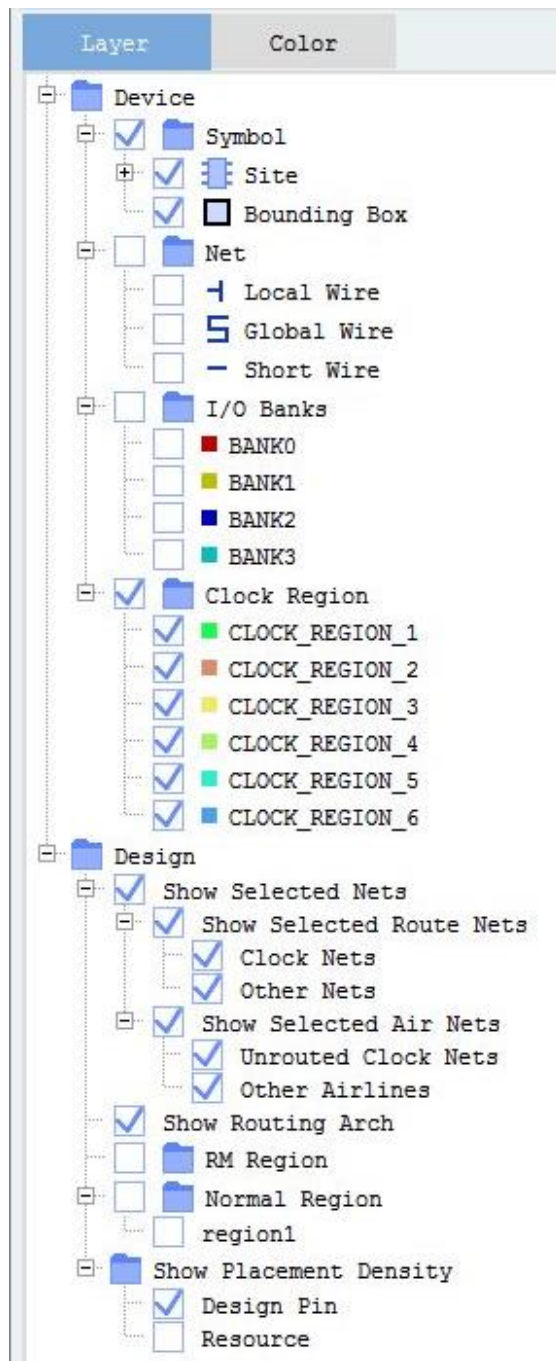 Layer Color
Device
Symbol
Site
Bounding Box
Net
Local Wire
Global Wire
Short Wire
I/O Banks
BANK0
BANK1
BANK2
BANK3
Clock Region
CLOCK_REGION_1
CLOCK_REGION_2
CLOCK_REGION_3
CLOCK_REGION_4
CLOCK_REGION_5
CLOCK_REGION_6
Design
Show Selected Nets
Show Selected Route Nets
Clock Nets
Other Nets
Show Selected Air Nets
Unrouted Clock Nets
Other Airlines
Show Routing Arch
RM Region
Normal Region
region1
Show Placement Density
Design Pin
Resource